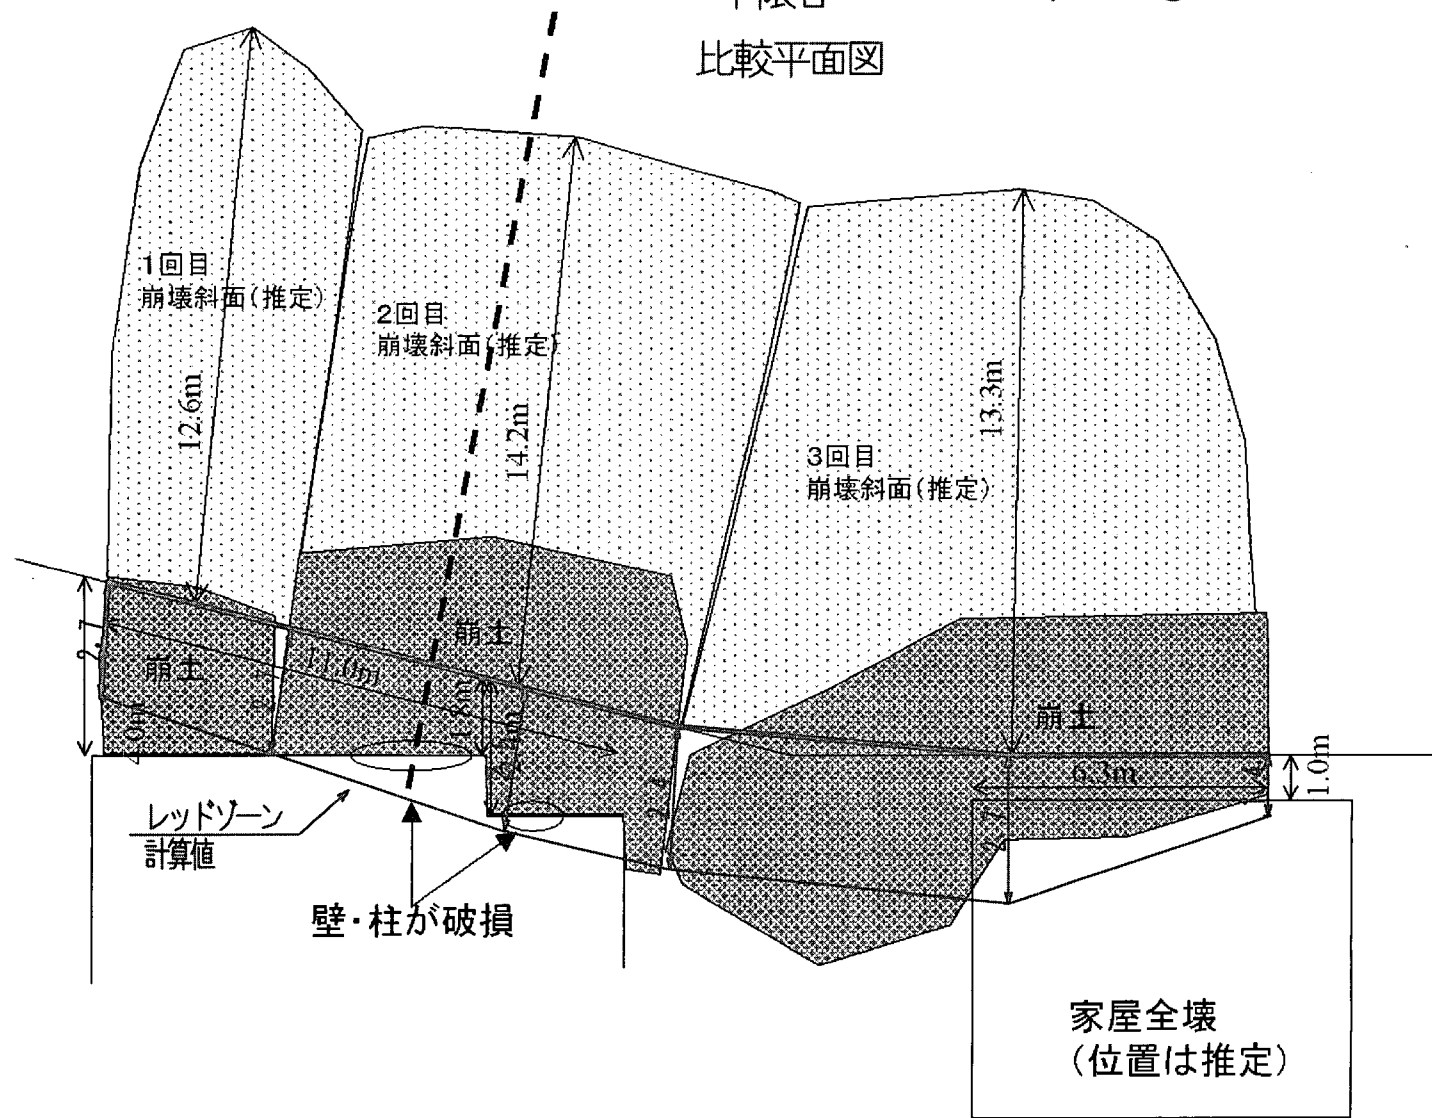 比較平面図
1回目
崩壊斜面(推定)
2回目
崩壊斜面(推定)
3回目
崩壊斜面(推定)
12.6m
14.2m
13.3m
崩土
崩土
崩土
11.0m
6.3m
1.0m
レッドゾーン
計算値
壁・柱が破損
家屋全壊
(位置は推定)